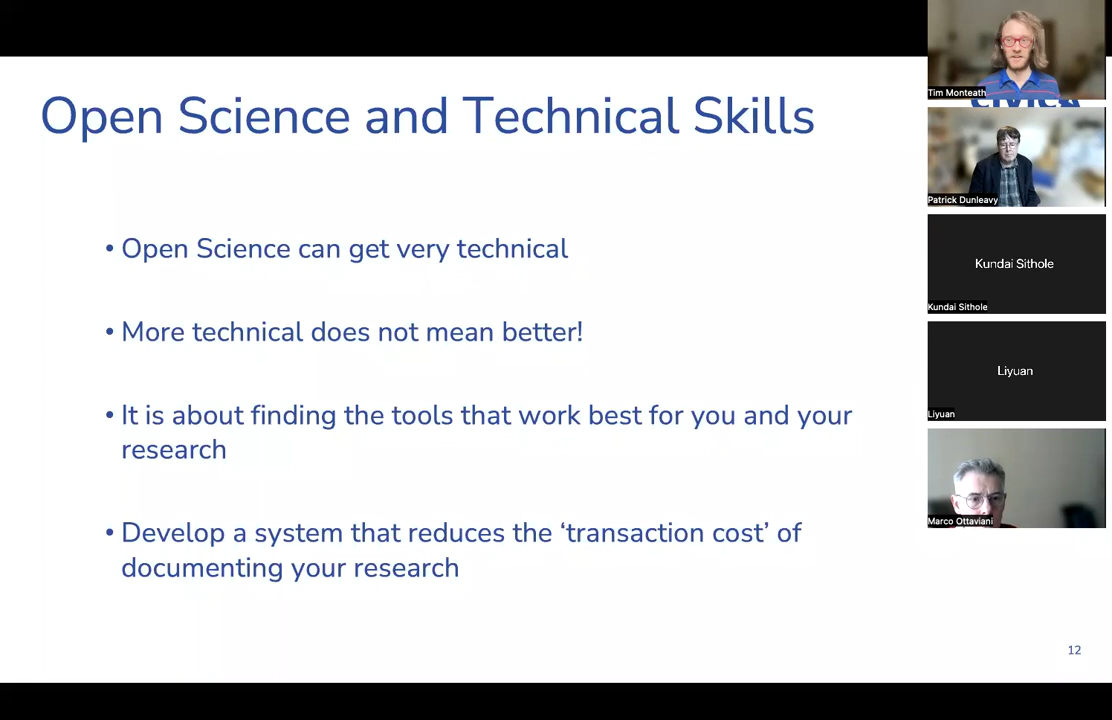 Open Science and Technical Skills
• Open Science can get very technical
• More technical does not mean better!
• It is about finding the tools that work best for you and your
research
• Develop a system that reduces the ‘transaction cost’ of
documenting your research
12
Tim Monteath
Patrick Dunleavy
Kundai Sithole
Kundai Sithole
Liyuan
Liyuan
Marco Ottaviani